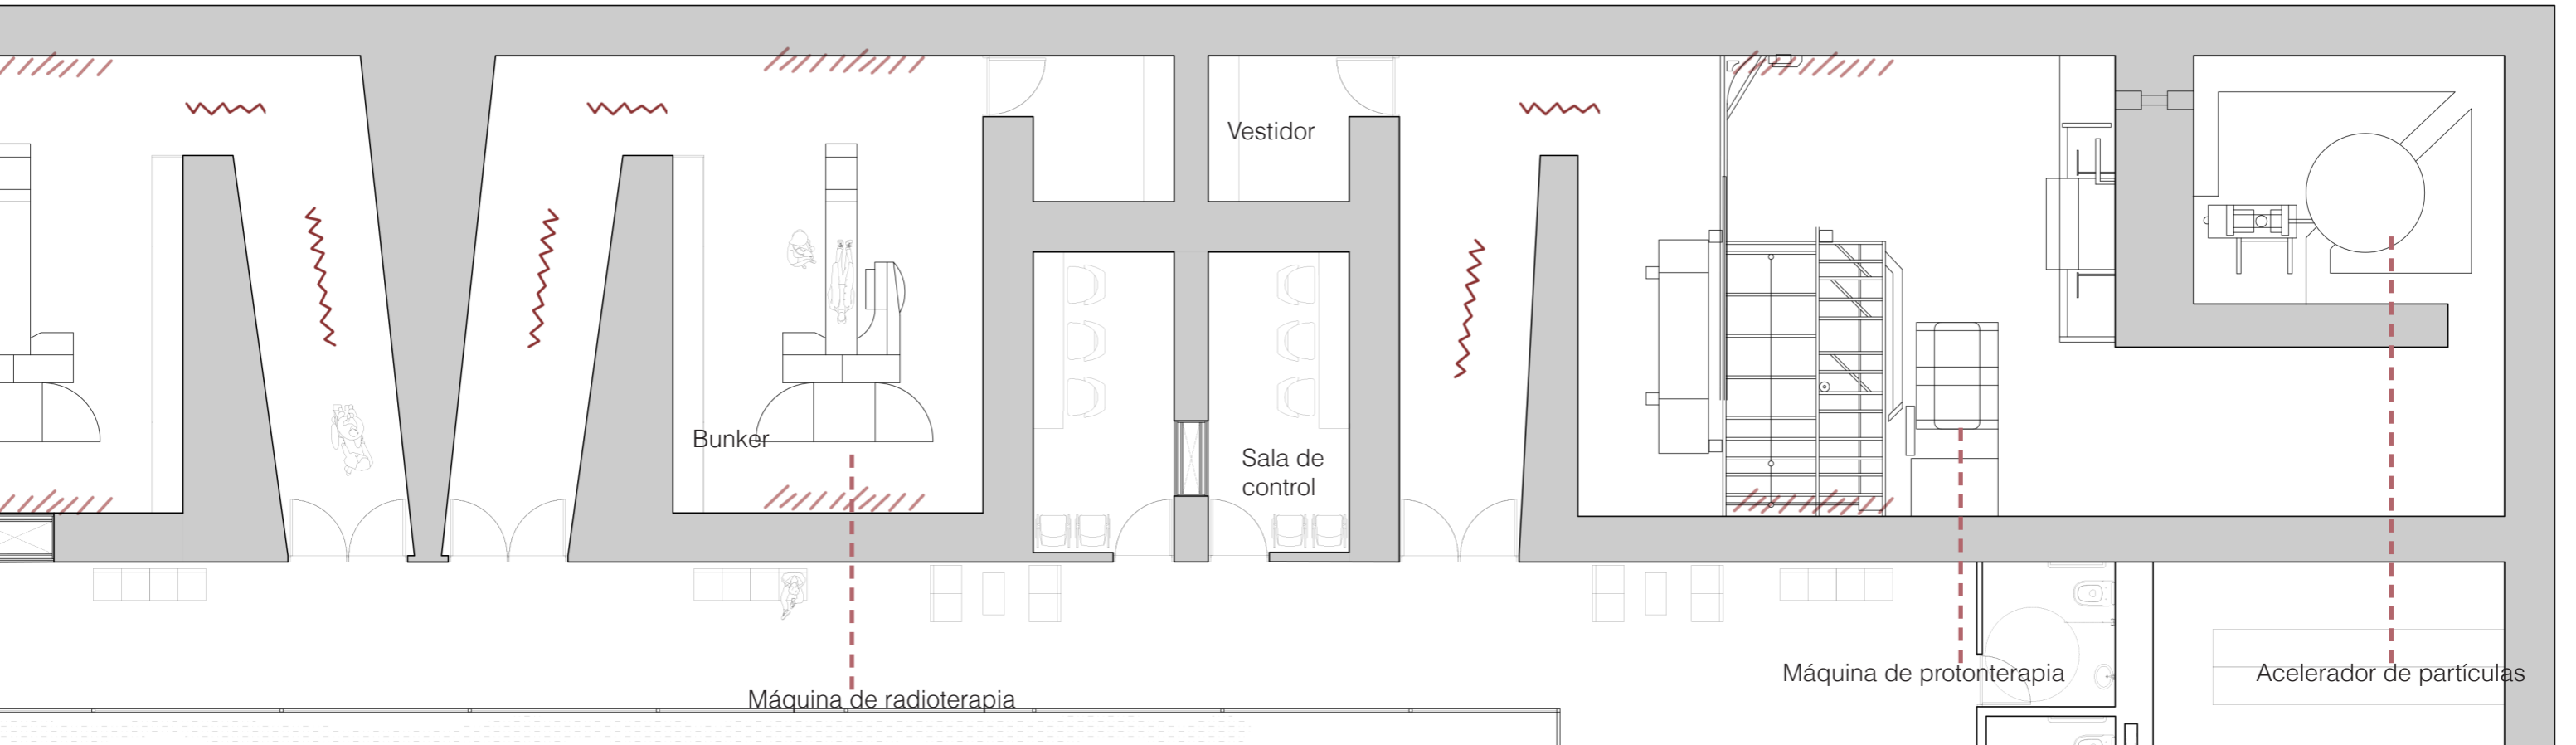 Vestidor
Bunker
Sala de
control
Máquina de radioterapia
Máquina de protonterapia
Acelerador de partículas